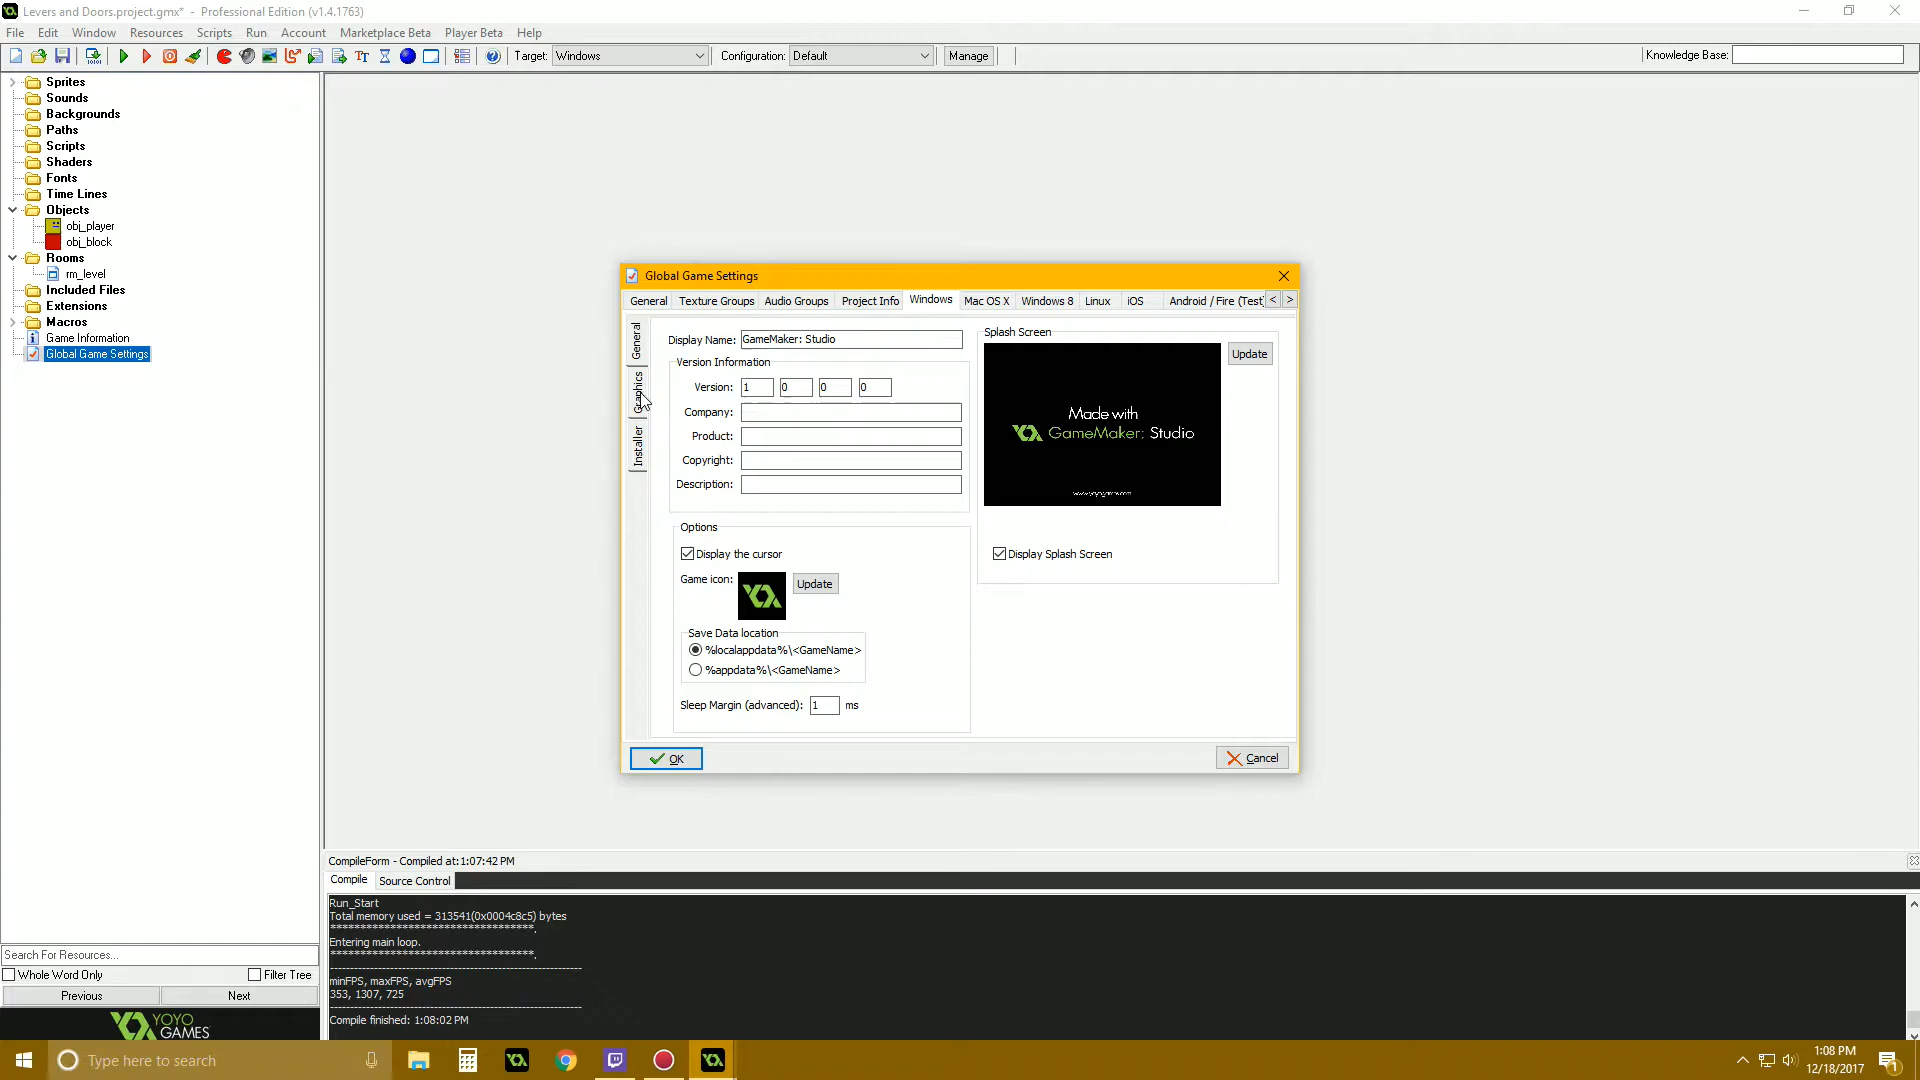 Levers and Doors.project.gmx* - Professional Edition (v1.4.1763)
File Edit Window Resources Scripts Run Account Marketplace Beta Player Beta Help
Target: Windows Configuration: Default Manage Knowledge Base:
Sprites
Sounds
Backgrounds
Paths
Scripts
Shaders
Fonts
Time Lines
Objects
obj_player
obj_block
Rooms
rm_level
Included Files
Extensions
Macros
Game Information
Global Game Settings
Search For Resources...
Whole Word Only Filter Tree
Previous Next
YOYO
GAMES
Global Game Settings
General Texture Groups Audio Groups Project Info Windows Mac OS X Windows 8 Linux iOS Android / Fire (Test < >
General
Graphics
Installer
Display Name: GameMaker: Studio
Version Information
Version: 1 0 0 0
Company:
Product:
Copyright:
Description:
Options
Display the cursor
Game icon: Update
Save Data location
%localappdata%\<GameName>
%appdata%\<GameName>
Sleep Margin (advanced): 1 ms
Splash Screen
Update
Made with
GameMaker: Studio
www.yoyogames.com
Display Splash Screen
OK Cancel
CompileForm - Compiled at:1:07:42 PM
Compile Source Control
Run_Start
Total memory used = 313541(0x0004c8c5) bytes
**********************************.
Entering main loop.
**********************************.
---------------------------------------------------------------
minFPS, maxFPS, avgFPS
353, 1307, 725
---------------------------------------------------------------
Compile finished: 1:08:02 PM
Type here to search
1:08 PM
12/18/2017
1